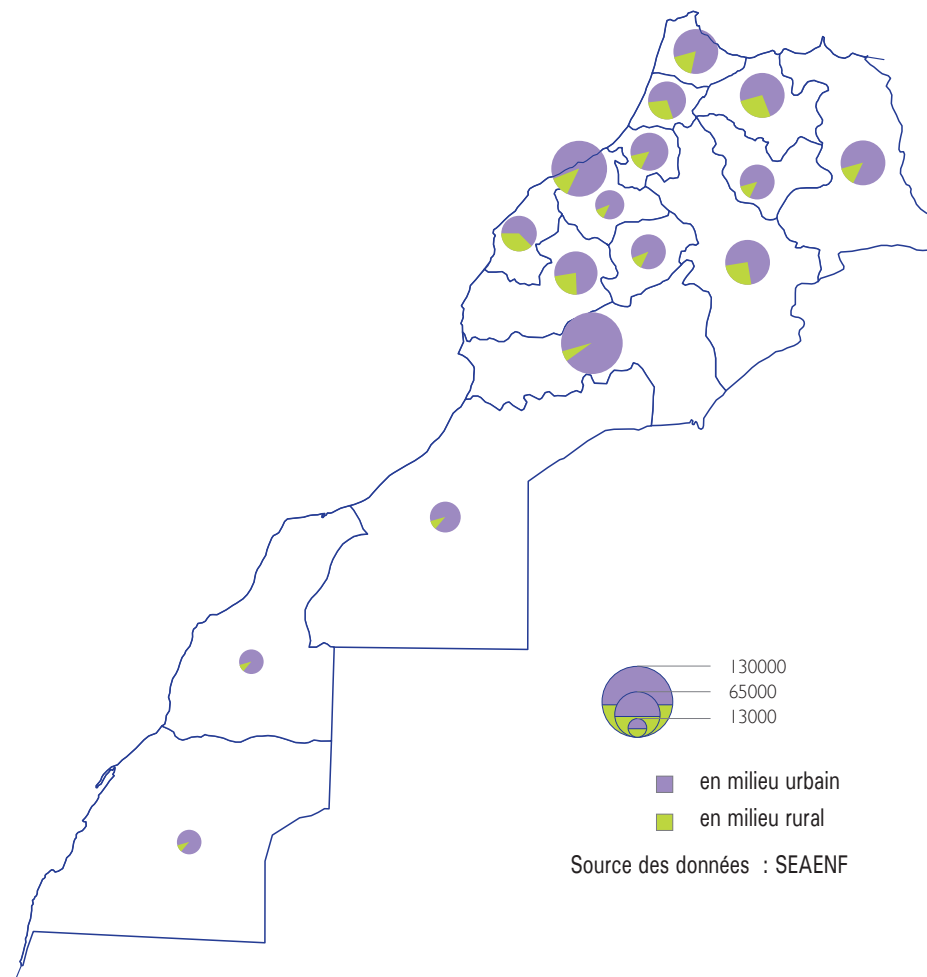 130000
65000
13000
en milieu urbain
en milieu rural
Source des données : SEAENF